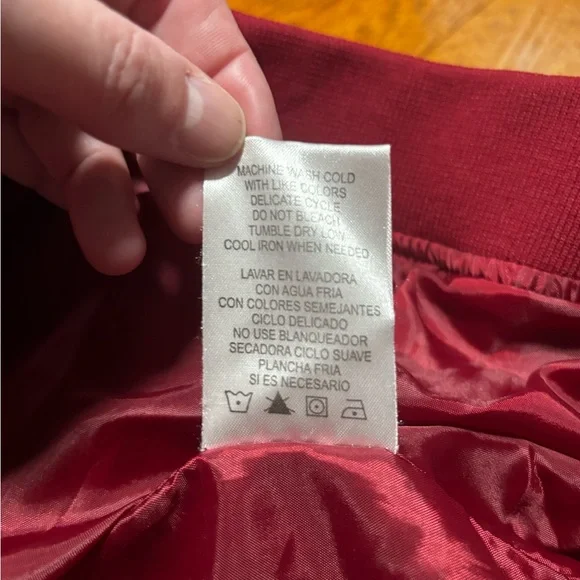 MACHINE WASH COLD
WITH LIKE COLORS
DELICATE CYCLE
DO NOT BLEACH
TUMBLE DRY LOW
COOL IRON WHEN NEEDED
LAVAR EN LAVADORA
CON AGUA FRIA
CON COLORES SEMEJANTES
CICLO DELICADO
NO USE BLANQUEADOR
SECADORA CICLO SUAVE
PLANCHA FRIA
SI ES NECESARIO